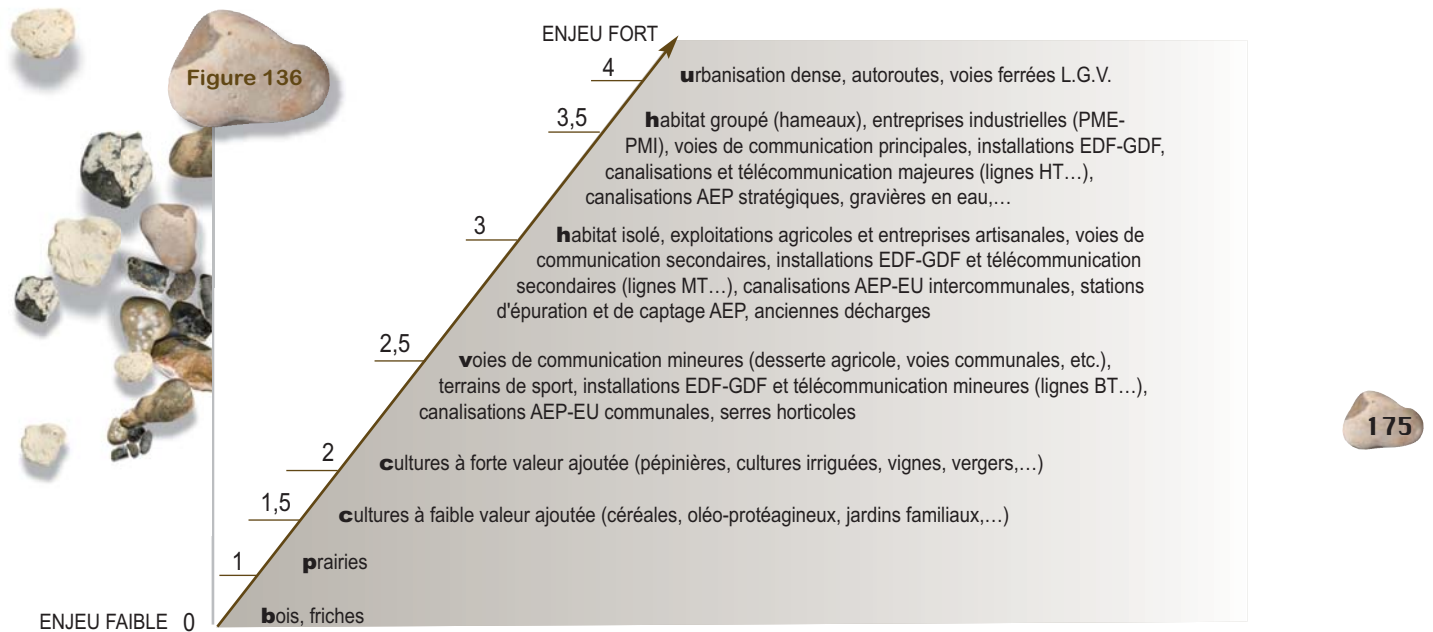 Figure 136
ENJEU FORT
4
urbanisation dense, autoroutes, voies ferrées L.G.V.
3,5
habitat groupé (hameaux), entreprises industrielles (PME-
PMI), voies de communication principales, installations EDF-GDF,
canalisations et télécommunication majeures (lignes HT…),
canalisations AEP stratégiques, gravières en eau,…
3
habitat isolé, exploitations agricoles et entreprises artisanales, voies de
communication secondaires, installations EDF-GDF et télécommunication
secondaires (lignes MT…), canalisations AEP-EU intercommunales, stations
d'épuration et de captage AEP, anciennes décharges
2,5
voies de communication mineures (desserte agricole, voies communales, etc.),
terrains de sport, installations EDF-GDF et télécommunication mineures (lignes BT…),
canalisations AEP-EU communales, serres horticoles
175
2
cultures à forte valeur ajoutée (pépinières, cultures irriguées, vignes, vergers,…)
1,5
cultures à faible valeur ajoutée (céréales, oléo-protéagineux, jardins familiaux,…)
1
prairies
ENJEU FAIBLE 0
bois, friches